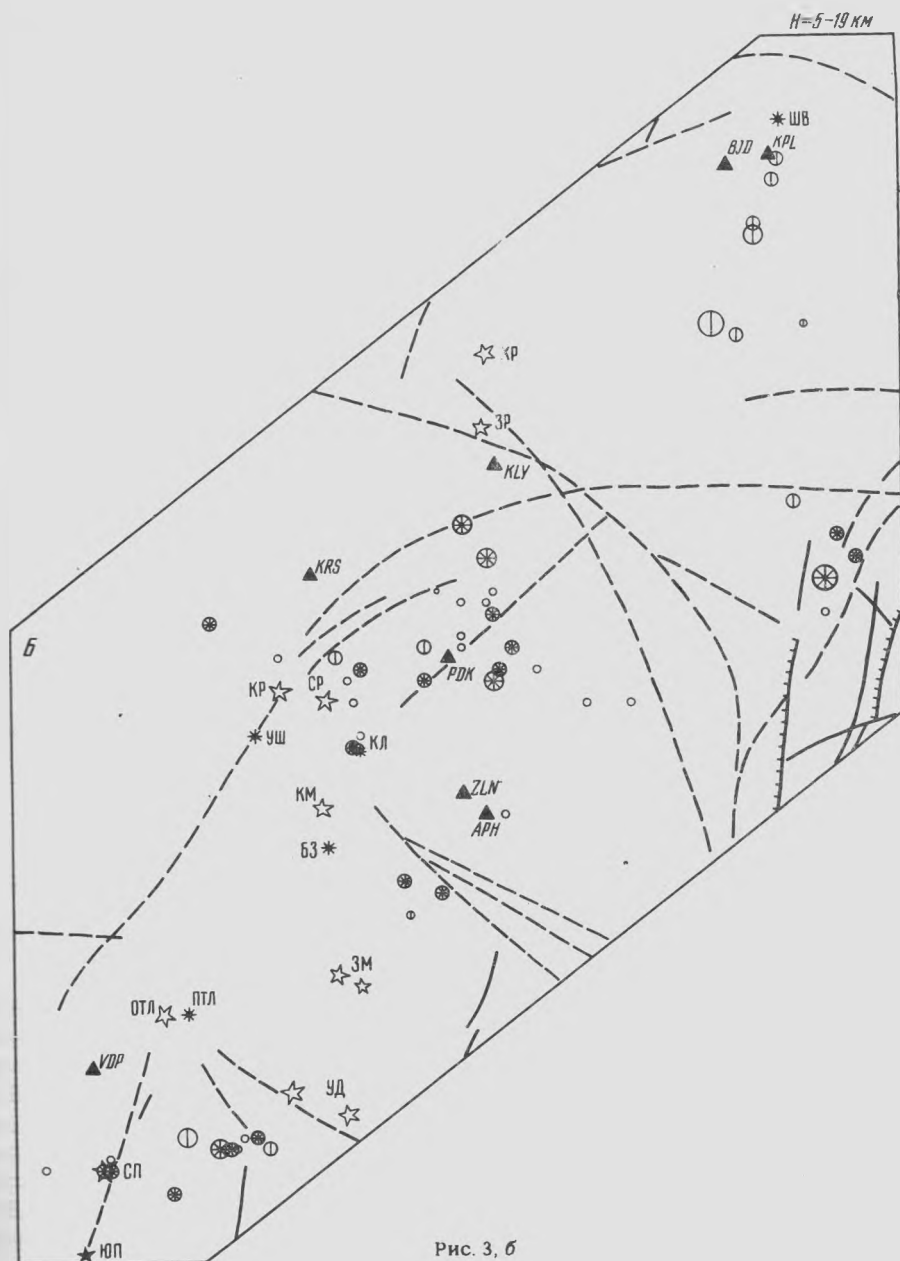 H=5-19 км
ШВ
BJD
KPL
КР
ЗР
KLY
KRS
Б
PDK
КР
СР
УШ
КЛ
КМ
ZLN
APH
БЗ
ЗМ
ОТЛ
ПТЛ
VDP
УД
СП
ЮП
Рис. 3, б